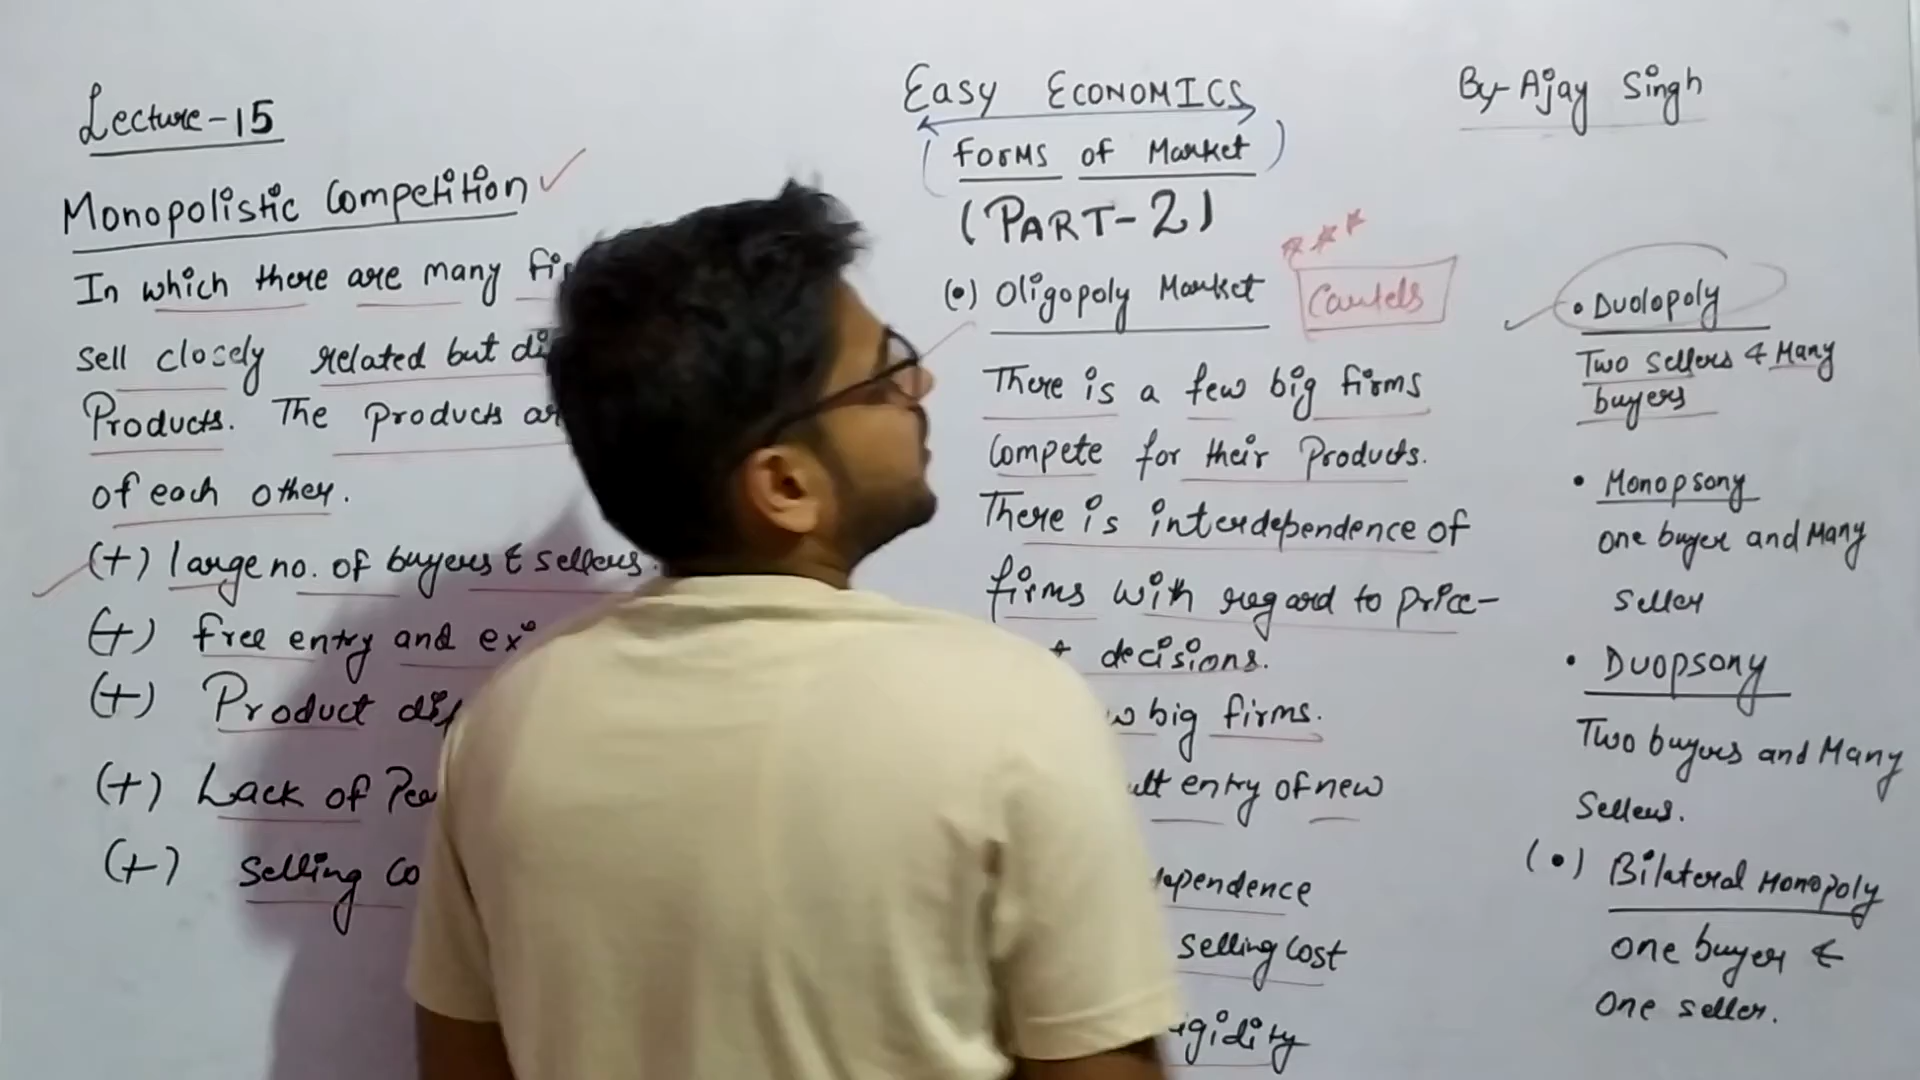 Lecture-15
EASY ECONOMICS
By-Ajay Singh
(Forms of Market)
(PART-2)
Monopolistic Competition
In which there are many
sell closely related but
Products. The products
of each other.
(+) large no. of buyers & sellers.
(+) free entry and
(+) Product
(+) Lack of
(+) selling
(•) Oligopoly Market
Cartels
There is a few big firms
compete for their Products.
There is interdependence of
firms with regard to price-
decisions.
big firms.
entry of new
selling cost
• Duolopoly
Two sellers & Many
buyers
• Monopsony
one buyer and Many
seller
• Duopsony
Two buyers and Many
Sellers.
(•) Bilateral Monopoly
one buyer &
one seller.